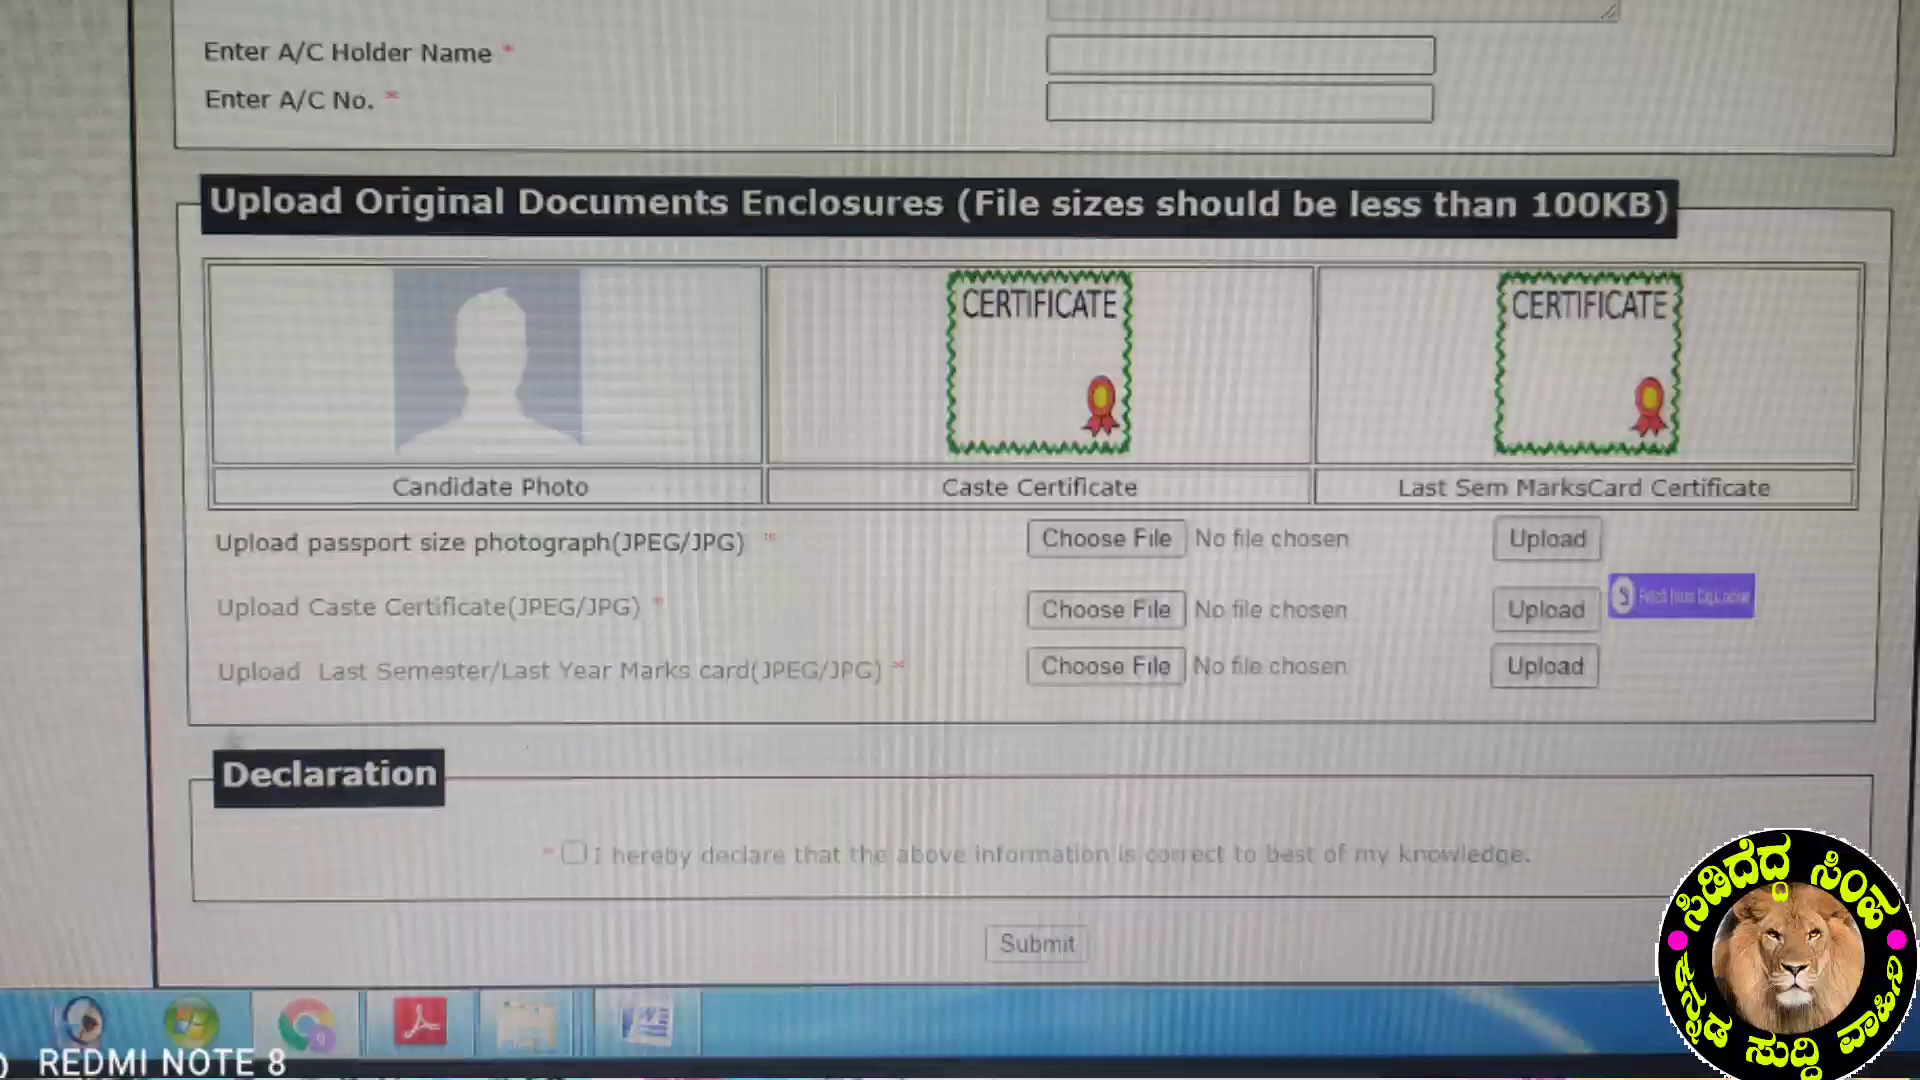 Enter A/C Holder Name *
Enter A/C No. *
Upload Original Documents Enclosures (File sizes should be less than 100KB)
CERTIFICATE
CERTIFICATE
Candidate Photo
Caste Certificate
Last Sem MarksCard Certificate
Upload passport size photograph(JPEG/JPG) *
Choose File No file chosen
Upload
Upload Caste Certificate(JPEG/JPG) *
Choose File No file chosen
Upload
Fetch from DigiLocker
Upload Last Semester/Last Year Marks card(JPEG/JPG) *
Choose File No file chosen
Upload
Declaration
* I hereby declare that the above information is correct to best of my knowledge.
Submit
REDMI NOTE 8
ಸಿಡಿದೆದ್ದ ಸಿಂಹ
ಕನ್ನಡ ಸುದ್ದಿ ವಾಹಿನಿ